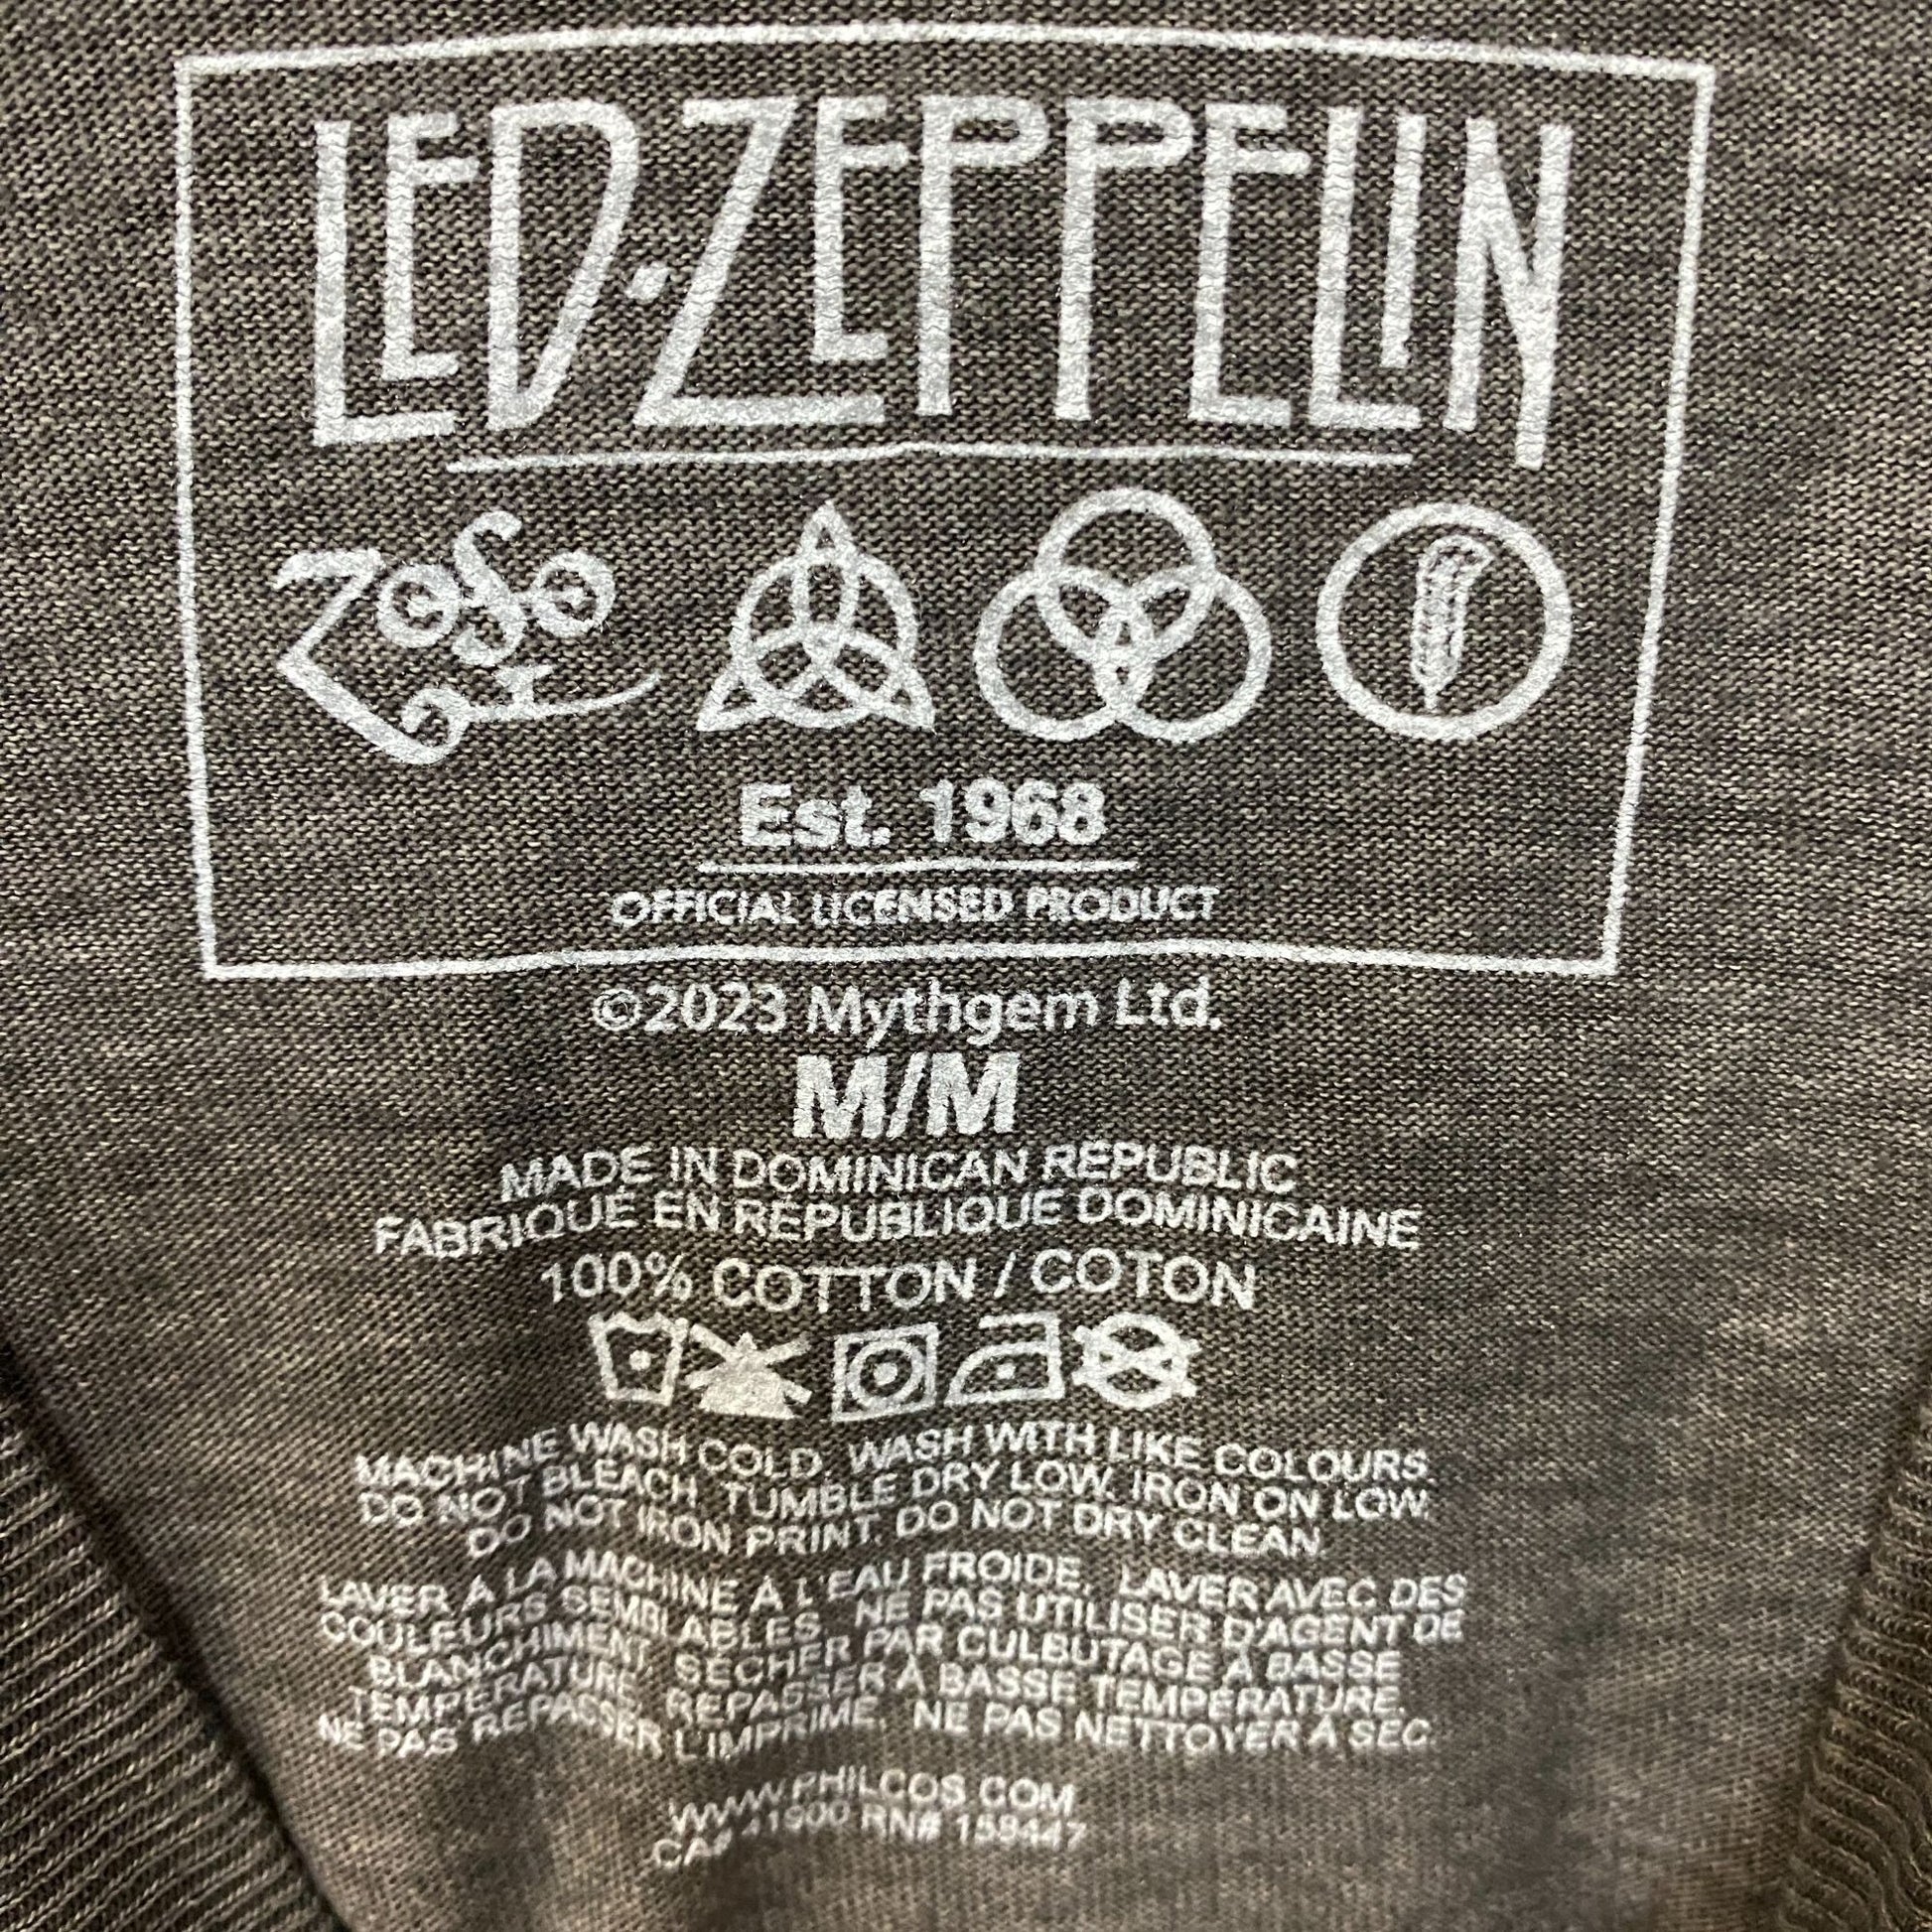 LED·ZEPPELIN
Est. 1968
OFFICIAL LICENSED PRODUCT
©2023 Mythgem Ltd.
M/M
MADE IN DOMINICAN REPUBLIC
FABRIQUÉ EN RÉPUBLIQUE DOMINICAINE
100% COTTON / COTON
MACHINE WASH COLD. WASH WITH LIKE COLOURS.
DO NOT BLEACH. TUMBLE DRY LOW. IRON ON LOW.
DO NOT IRON PRINT. DO NOT DRY CLEAN.
LAVER À LA MACHINE À L'EAU FROIDE. LAVER AVEC DES
COULEURS SEMBLABLES. NE PAS UTILISER D'AGENT DE
BLANCHIMENT. SÉCHER PAR CULBUTAGE À BASSE
TEMPÉRATURE. REPASSER À BASSE TEMPÉRATURE.
NE PAS REPASSER L'IMPRIMÉ. NE PAS NETTOYER À SEC.
WWW.PHILCOS.COM
CA# RN# 158447